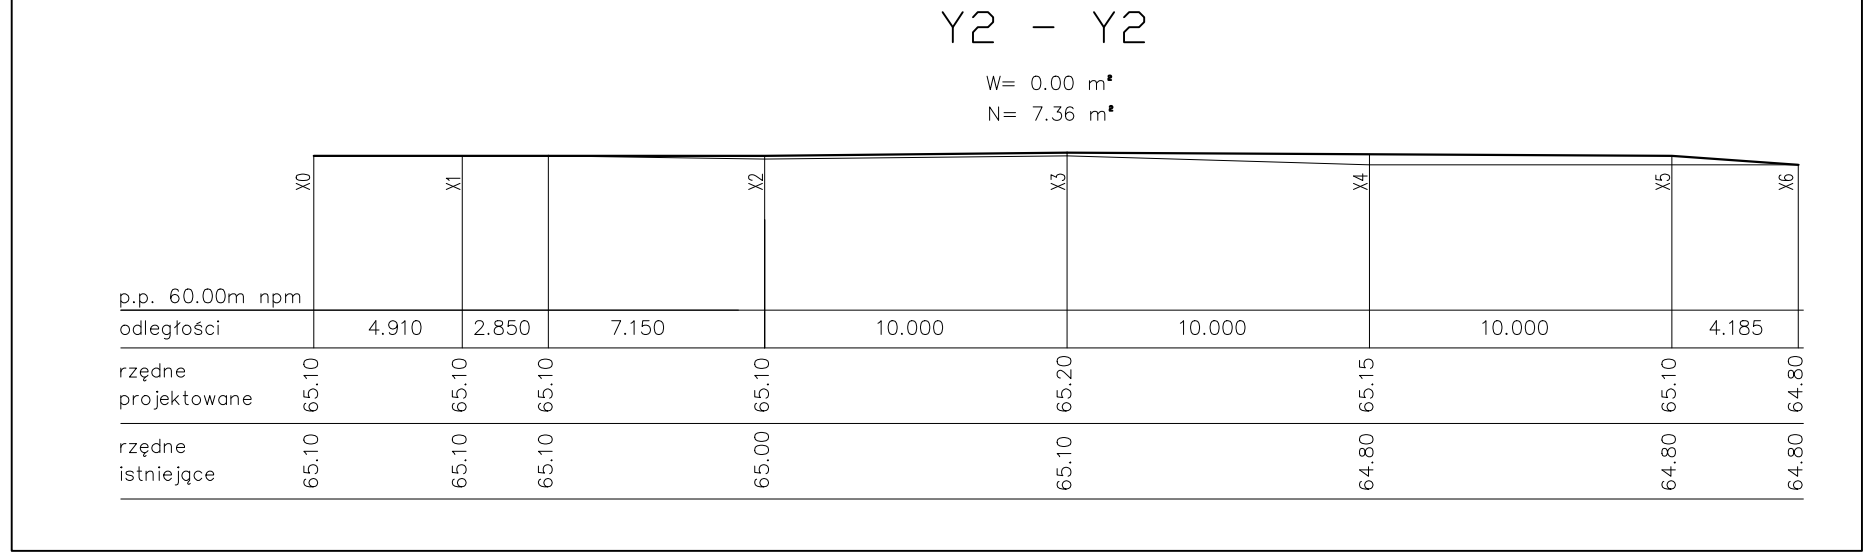 Y2 - Y2
W= 0.00 m²
N= 7.36 m²
X0 X1 X2 X3 X4 X5 X6
p.p. 60.00m npm
odległości 4.910 2.850 7.150 10.000 10.000 10.000 4.185
rzędne
projektowane 65.10 65.10 65.10 65.10 65.20 65.15 65.10 64.80
rzędne
istniejące 65.10 65.10 65.10 65.00 65.10 64.80 64.80 64.80